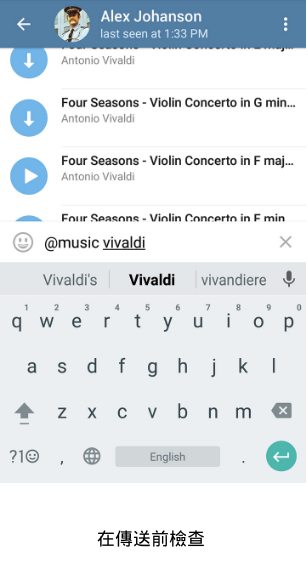 Alex Johanson
last seen at 1:33 PM
Four Seasons - Violin Concerto in E maj...
Antonio Vivaldi
Four Seasons - Violin Concerto in G min...
Antonio Vivaldi
Four Seasons - Violin Concerto in F maj...
Antonio Vivaldi
Four Seasons - Violin Concerto in F min
@music vivaldi
Vivaldi's Vivaldi vivandiere
1 2 3 4 5 6 7 8 9 0
q w e r t y u i o p
a s d f g h j k l
z x c v b n m
?1☺ , English .
在傳送前檢查